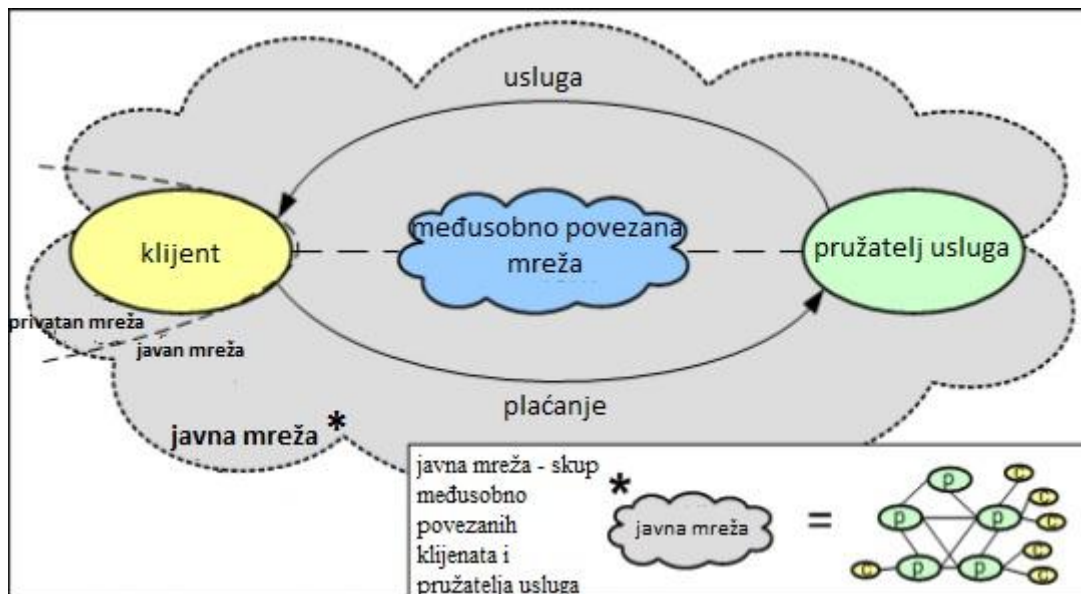 usluga
klijent
međusobno povezana
mreža
pružatelj usluga
privatan mreža
javan mreža
plaćanje
javna mreža *
javna mreža - skup
međusobno
povezanih
klijenata i
pružatelja usluga
*
javna mreža
=
p
p
p
p
p
c
c
c
c
c
c